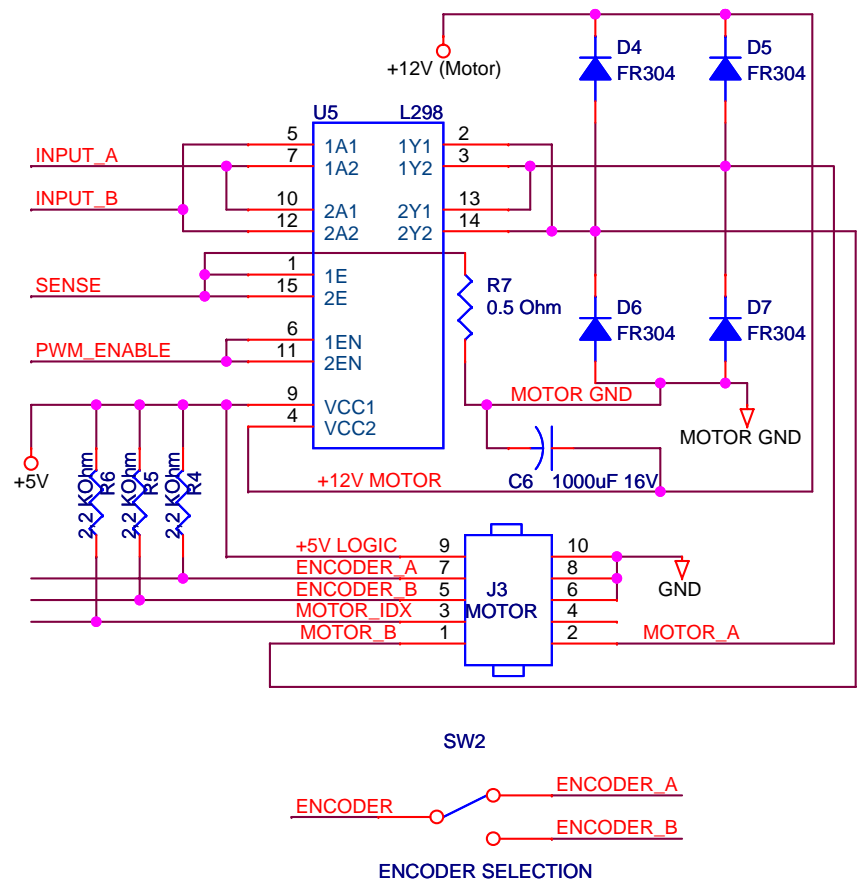 +12V (Motor)
D4
FR304
D5
FR304
U5
L298
INPUT_A
INPUT_B
SENSE
PWM_ENABLE
5
7
10
12
1
15
6
11
9
4
1A1
1A2
2A1
2A2
1E
2E
1EN
2EN
VCC1
VCC2
1Y1
1Y2
2Y1
2Y2
2
3
13
14
R7
0.5 Ohm
D6
FR304
D7
FR304
MOTOR GND
MOTOR GND
+5V
2.2 KOhm
R6
2.2 KOhm
R5
2.2 KOhm
R4
+12V MOTOR
C6
1000uF 16V
+5V LOGIC
ENCODER_A
ENCODER_B
MOTOR_IDX
MOTOR_B
9
7
5
3
1
J3
MOTOR
10
8
6
4
2
GND
MOTOR_A
SW2
ENCODER
ENCODER_A
ENCODER_B
ENCODER SELECTION